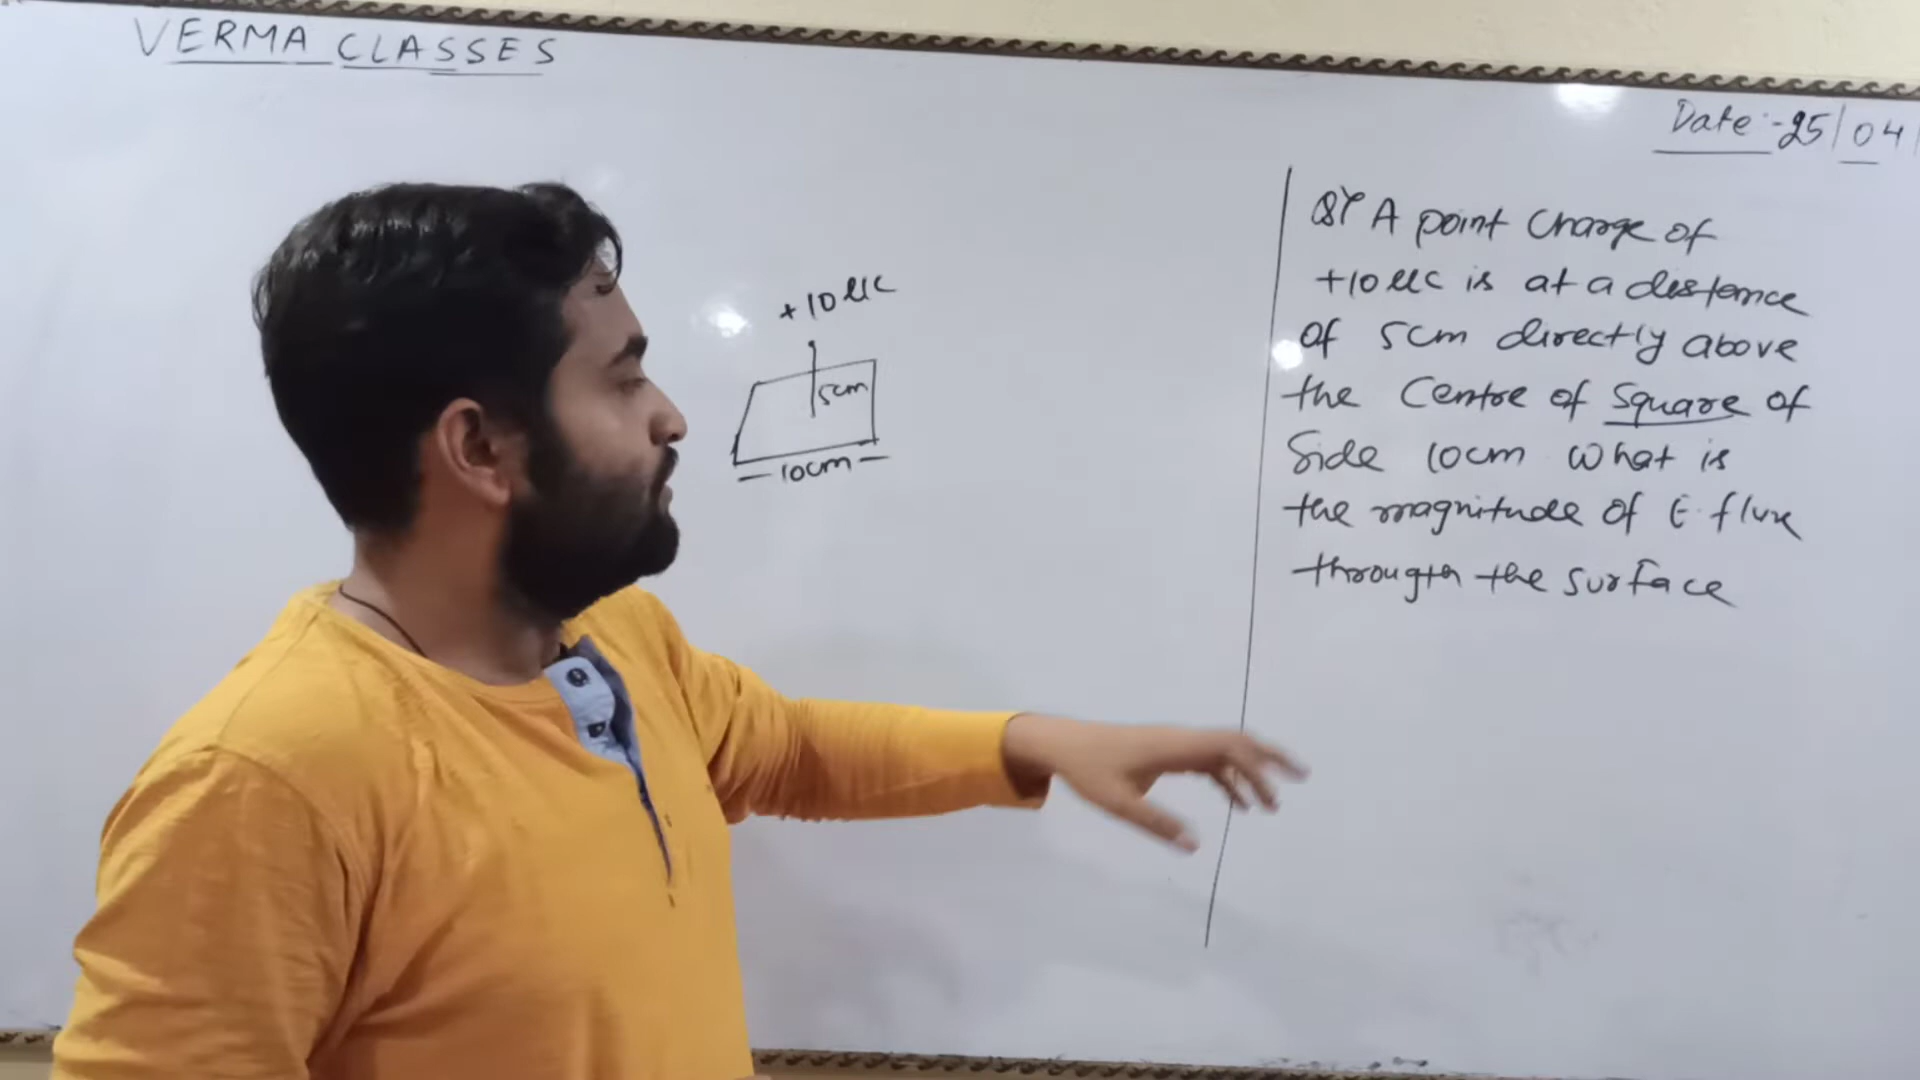 VERMA CLASSES
Date:-25/04/
+10 μC
5cm
10cm
A point Charge of
+10 μC is at a distance
of 5cm directly above
the Centre of Square of
Side 10cm What is
the magnitude of E. flux
through the surface